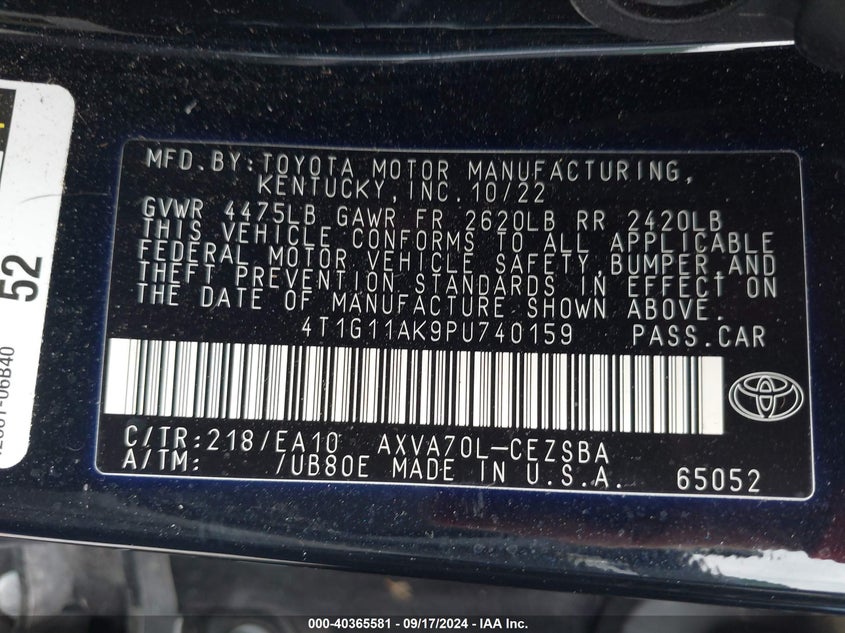 MFD.BY:TOYOTA MOTOR MANUFACTURING,
KENTUCKY,INC.10/22
GVWR 4475LB GAWR FR 2620LB RR 2420LB
THIS VEHICLE CONFORMS TO ALL APPLICABLE
FEDERAL MOTOR VEHICLE SAFETY,BUMPER,AND
THEFT PREVENTION STANDARDS IN EFFECT ON
THE DATE OF MANUFACTURE SHOWN ABOVE.
4T1G11AK9PU740159 PASS.CAR
C/TR:218/EA10 AXVA70L-CEZSBA
A/TM: /UB80E MADE IN U.S.A. 65052
52
000-40365581 - 09/17/2024 - IAA Inc.